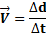 V⃗ = Δd/Δt